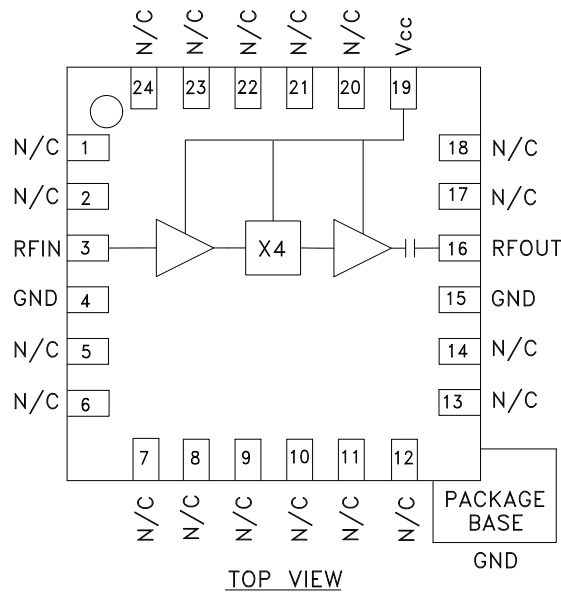 N/C N/C N/C N/C N/C Vcc
24 23 22 21 20 19
N/C 1 18 N/C
N/C 2 17 N/C
RFIN 3 X4 16 RFOUT
GND 4 15 GND
N/C 5 14 N/C
N/C 6 13 N/C
7 8 9 10 11 12
N/C N/C N/C N/C N/C N/C
PACKAGE
BASE
GND
TOP VIEW